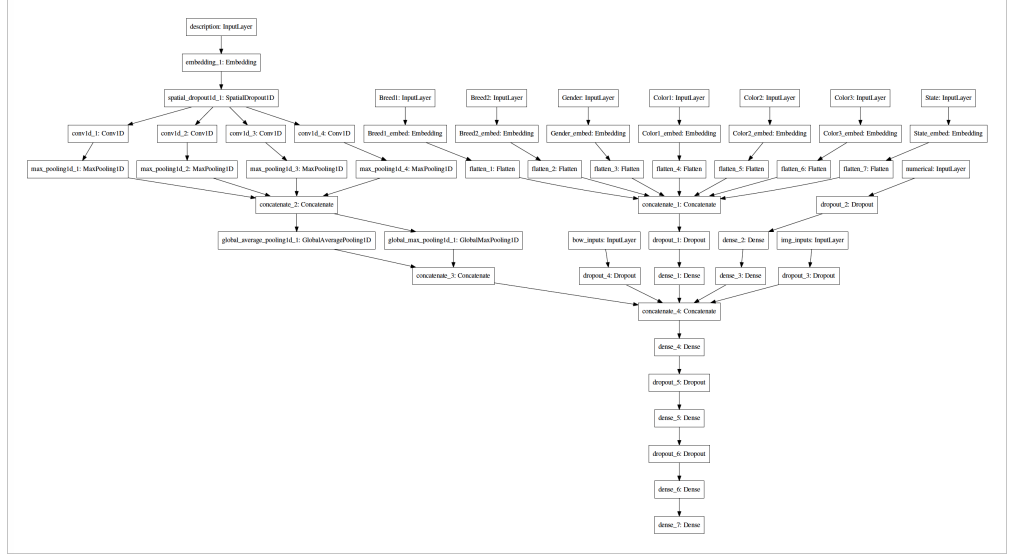 description: InputLayer
embedding_1: Embedding
spatial_dropout1d_1: SpatialDropout1D
Breed1: InputLayer
Breed2: InputLayer
Gender: InputLayer
Color1: InputLayer
Color2: InputLayer
Color3: InputLayer
State: InputLayer
conv1d_1: Conv1D
conv1d_2: Conv1D
conv1d_3: Conv1D
conv1d_4: Conv1D
Breed1_embed: Embedding
Breed2_embed: Embedding
Gender_embed: Embedding
Color1_embed: Embedding
Color2_embed: Embedding
Color3_embed: Embedding
State_embed: Embedding
max_pooling1d_1: MaxPooling1D
max_pooling1d_2: MaxPooling1D
max_pooling1d_3: MaxPooling1D
max_pooling1d_4: MaxPooling1D
flatten_1: Flatten
flatten_2: Flatten
flatten_3: Flatten
flatten_4: Flatten
flatten_5: Flatten
flatten_6: Flatten
flatten_7: Flatten
numerical: InputLayer
concatenate_2: Concatenate
concatenate_1: Concatenate
dropout_2: Dropout
global_average_pooling1d_1: GlobalAveragePooling1D
global_max_pooling1d_1: GlobalMaxPooling1D
bow_inputs: InputLayer
dropout_1: Dropout
dense_2: Dense
img_inputs: InputLayer
concatenate_3: Concatenate
dropout_4: Dropout
dense_1: Dense
dense_3: Dense
dropout_3: Dropout
concatenate_4: Concatenate
dense_4: Dense
dropout_5: Dropout
dense_5: Dense
dropout_6: Dropout
dense_6: Dense
dense_7: Dense